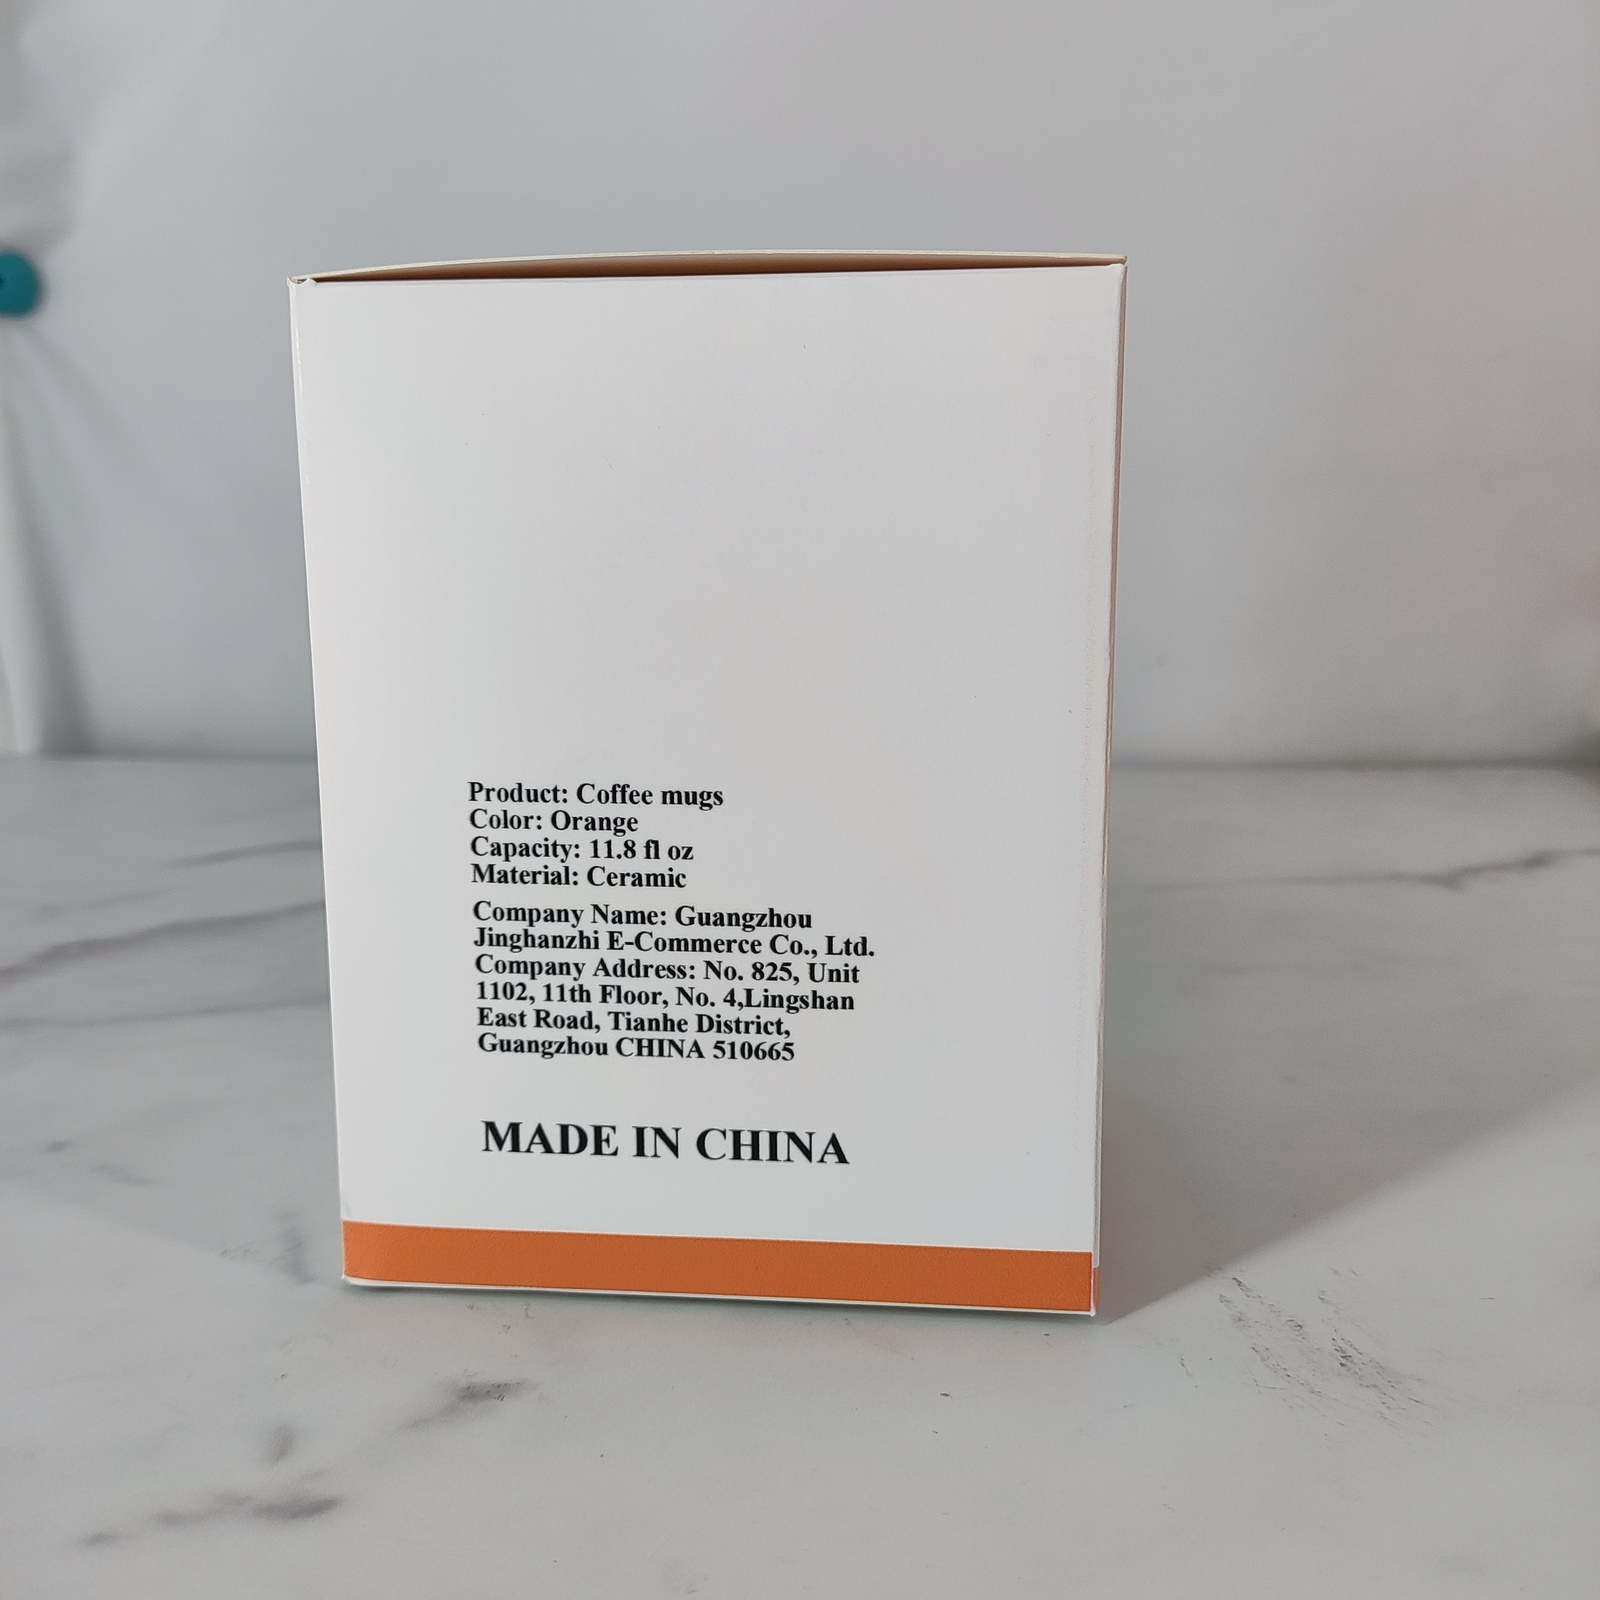 Product: Coffee mugs
Color: Orange
Capacity: 11.8 fl oz
Material: Ceramic
Company Name: Guangzhou
Jinghanzhi E-Commerce Co., Ltd.
Company Address: No. 825, Unit
1102, 11th Floor, No. 4,Lingshan
East Road, Tianhe District,
Guangzhou CHINA 510665
MADE IN CHINA